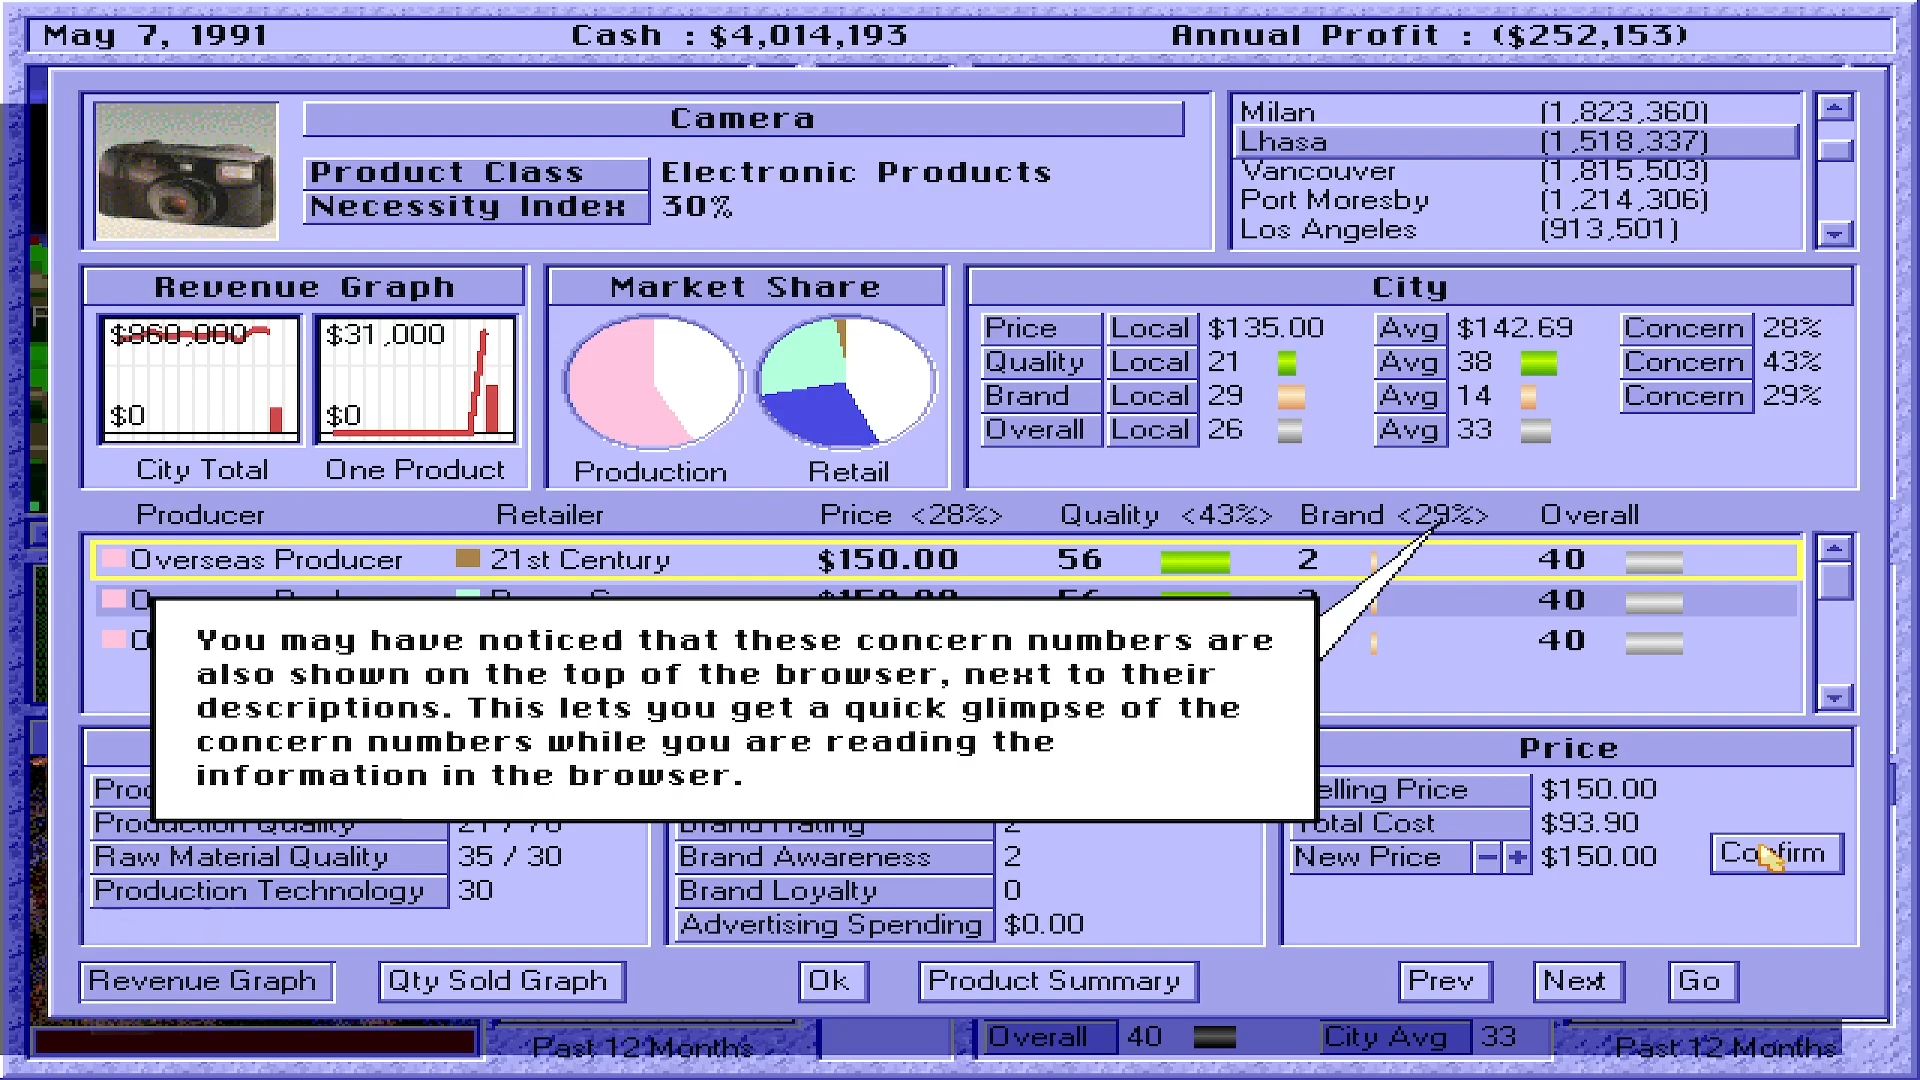 May 7, 1991 Cash : $4,014,193 Annual Profit : ($252,153)
Camera
Product Class Electronic Products
Necessity Index 30%
Milan (1,823,360)
Lhasa (1,518,337)
Vancouver (1,815,503)
Port Moresby (1,214,306)
Los Angeles (913,501)
Revenue Graph
$960,000
$0
City Total
$31,000
$0
One Product
Market Share
Production Retail
City
Price Local $135.00 Avg $142.69 Concern 28%
Quality Local 21 Avg 38 Concern 43%
Brand Local 29 Avg 14 Concern 29%
Overall Local 26 Avg 33
Producer Retailer Price <28%> Quality <43%> Brand <29%> Overall
Overseas Producer 21st Century $150.00 56 2 40
40
40
You may have noticed that these concern numbers are
also shown on the top of the browser, next to their
descriptions. This lets you get a quick glimpse of the
concern numbers while you are reading the
information in the browser.
Production Quality
Raw Material Quality 35 / 30
Production Technology 30
Brand Rating 2
Brand Awareness 2
Brand Loyalty 0
Advertising Spending $0.00
Price
Selling Price $150.00
Total Cost $93.90
New Price - + $150.00
Confirm
Revenue Graph Qty Sold Graph Ok Product Summary Prev Next Go
Past 12 Months Overall 40 City Avg 33 Past 12 Months